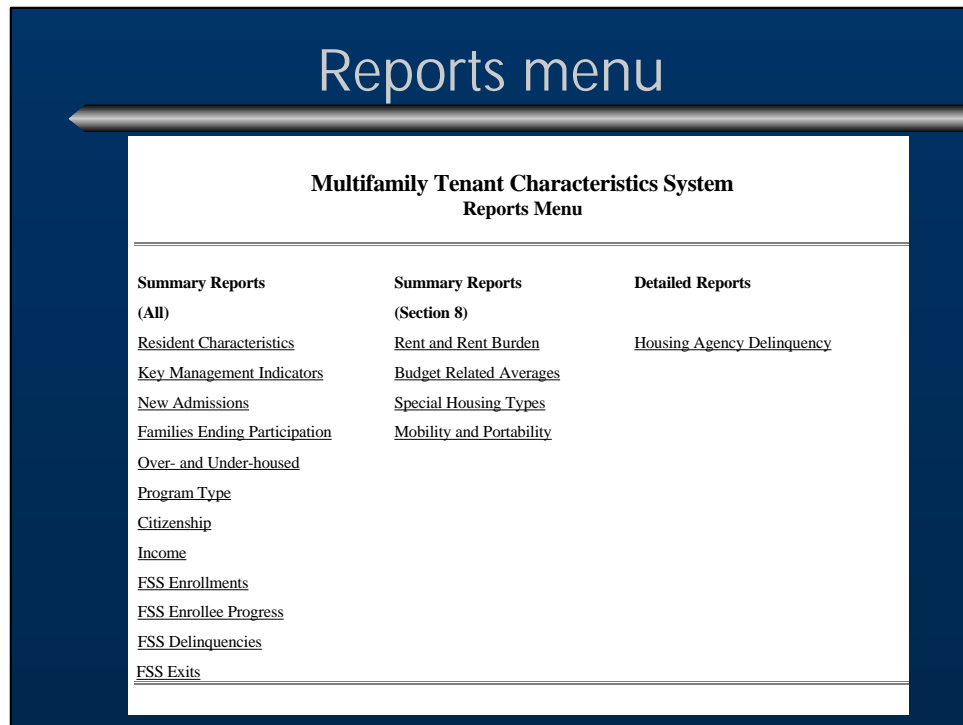 Reports menu
Multifamily Tenant Characteristics System
Reports Menu
Summary Reports
(All)
Resident Characteristics
Key Management Indicators
New Admissions
Families Ending Participation
Over- and Under-housed
Program Type
Citizenship
Income
FSS Enrollments
FSS Enrollee Progress
FSS Delinquencies
FSS Exits
Summary Reports
(Section 8)
Rent and Rent Burden
Budget Related Averages
Special Housing Types
Mobility and Portability
Detailed Reports
Housing Agency Delinquency